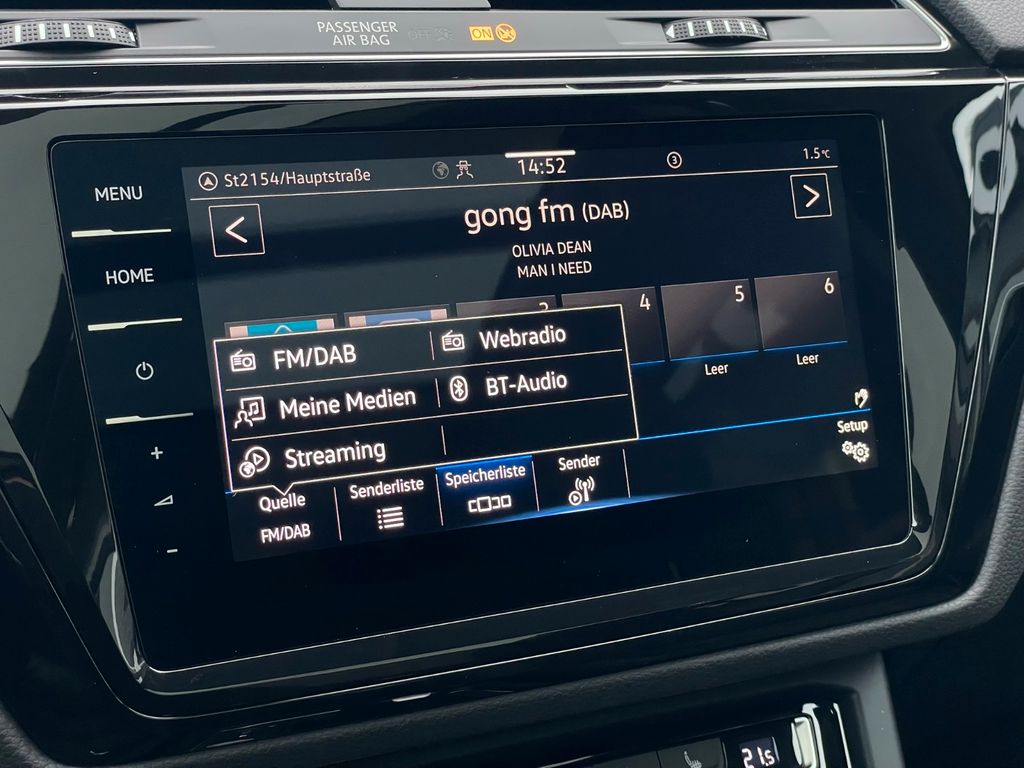 PASSENGER
AIR BAG
OFF
ON
MENU
HOME
+
-
St2154/Hauptstraße
14:52
3
1.5°C
<
gong fm (DAB)
>
OLIVIA DEAN
MAN I NEED
3
4
5
6
Leer
Leer
FM/DAB
Webradio
Meine Medien
BT-Audio
Streaming
Quelle
FM/DAB
Senderliste
Speicherliste
Sender
Setup
21.5